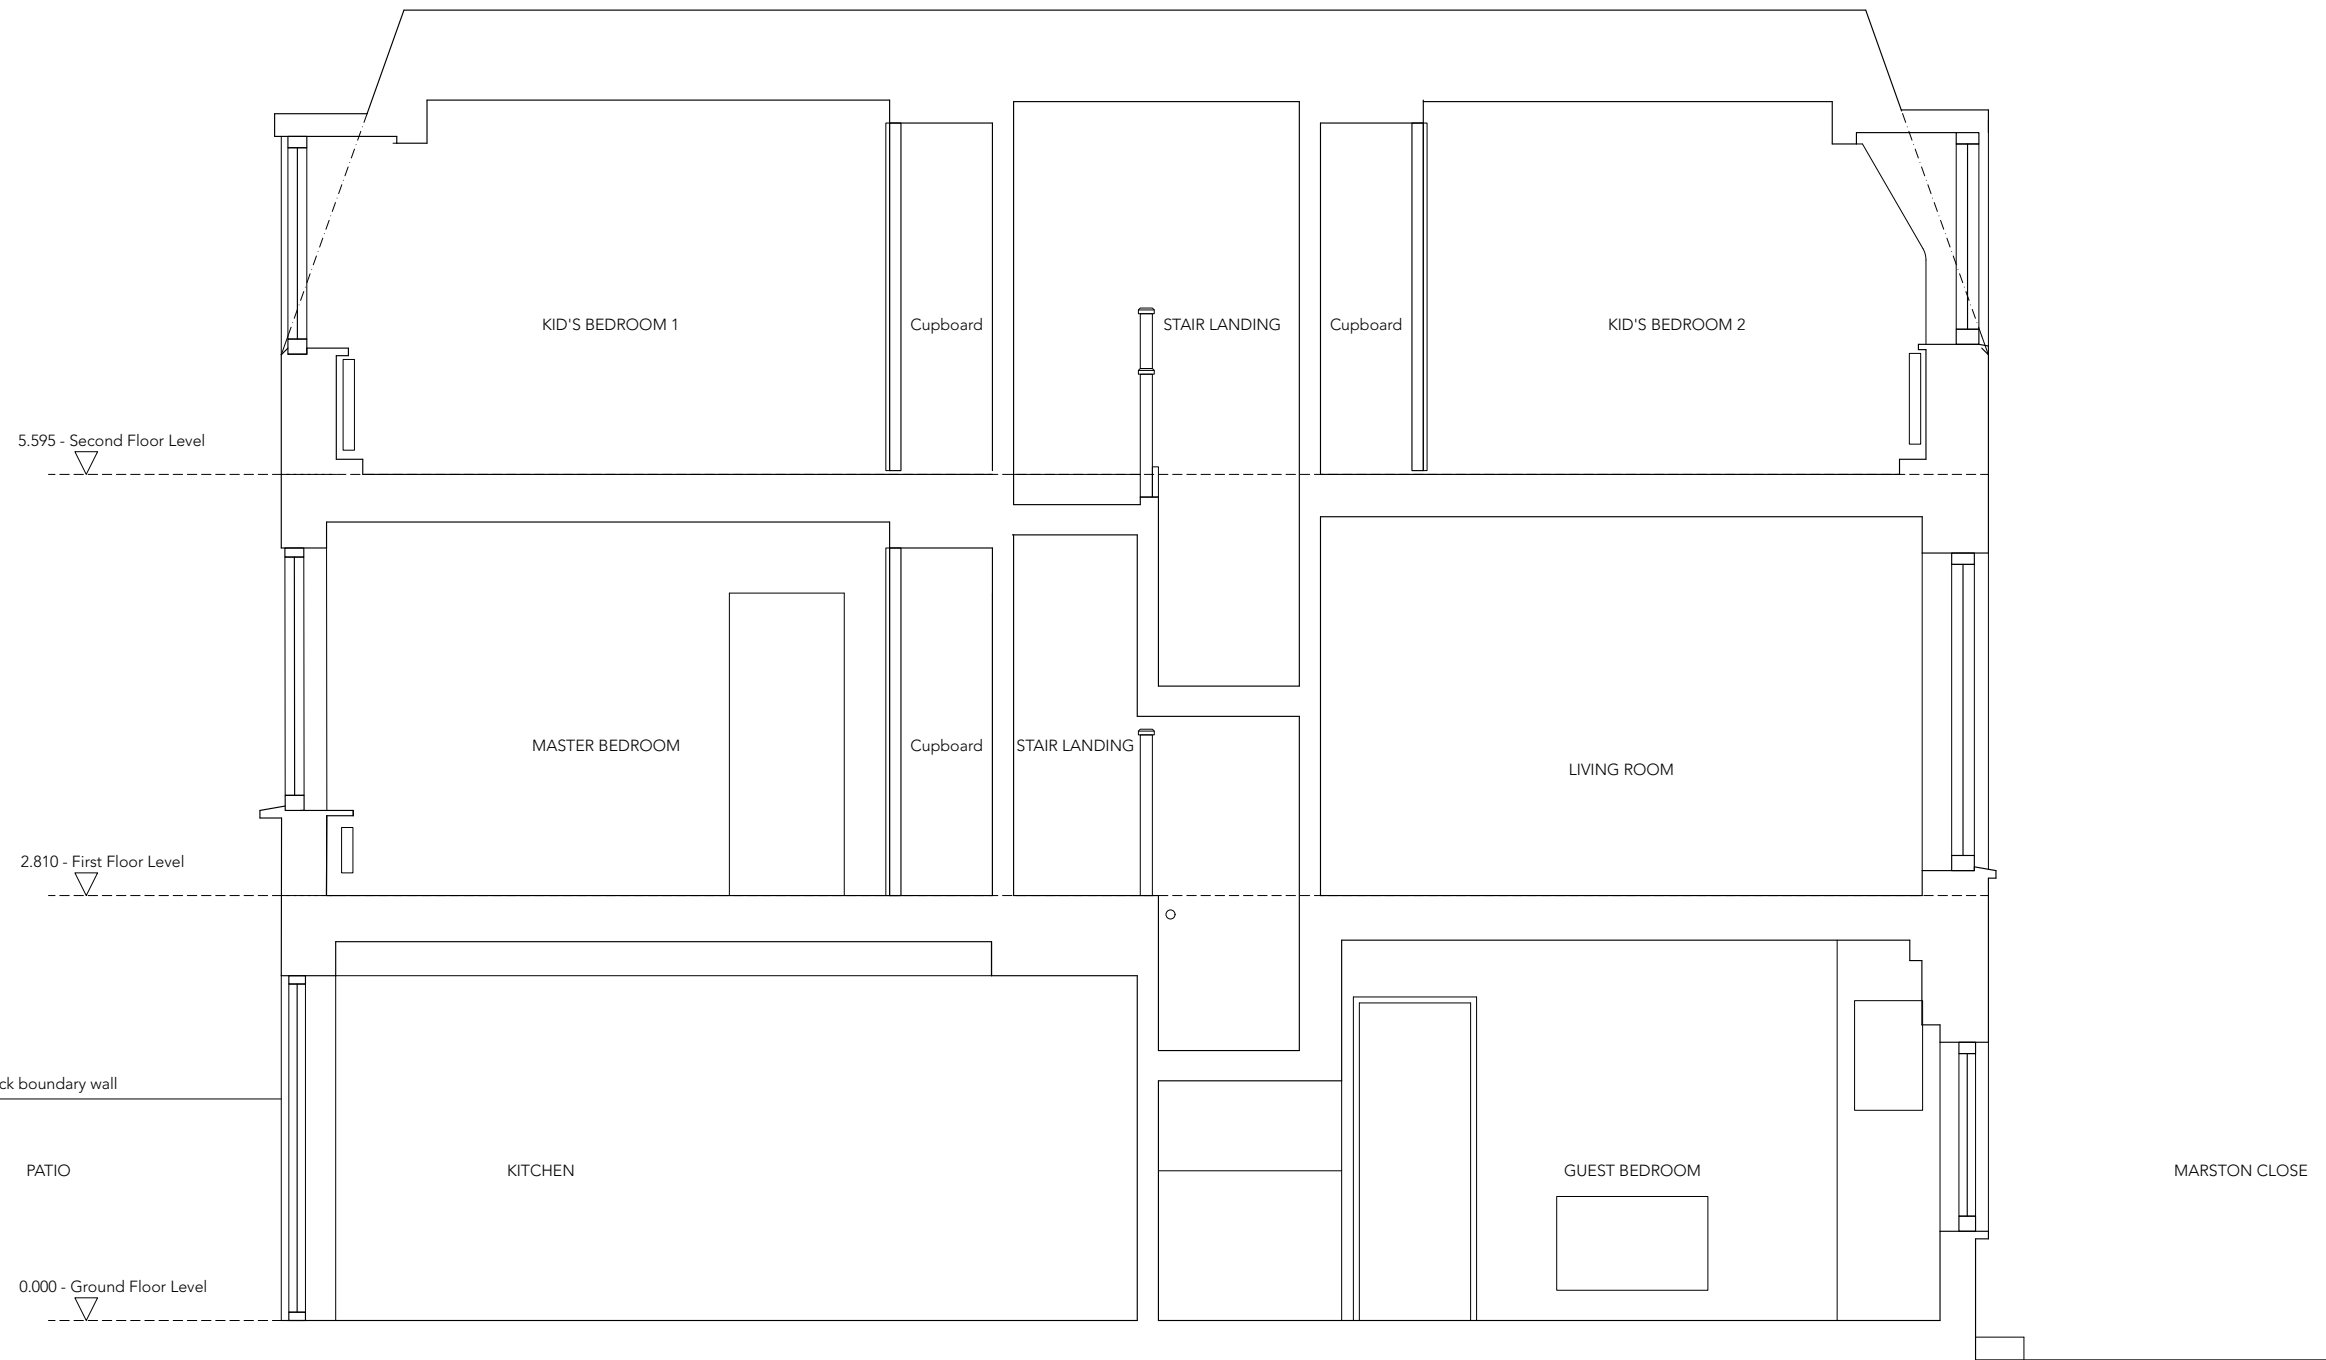 KID'S BEDROOM 1
Cupboard
STAIR LANDING
Cupboard
KID'S BEDROOM 2
5.595 - Second Floor Level
MASTER BEDROOM
Cupboard
STAIR LANDING
LIVING ROOM
2.810 - First Floor Level
boundary wall
PATIO
KITCHEN
GUEST BEDROOM
MARSTON CLOSE
0.000 - Ground Floor Level